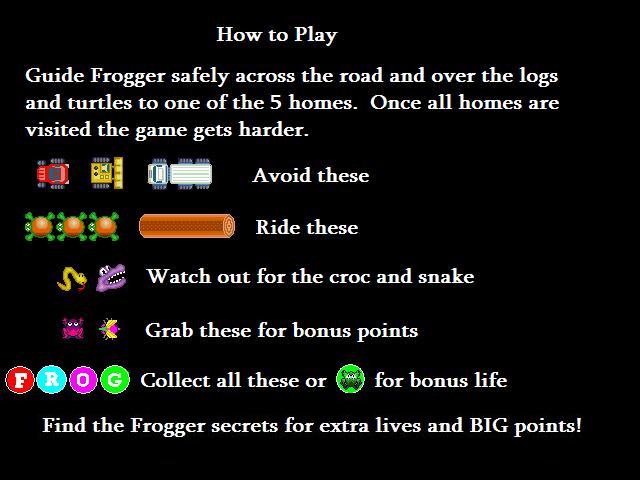 How to Play
Guide Frogger safely across the road and over the logs
and turtles to one of the 5 homes.  Once all homes are
visited the game gets harder.
Avoid these
Ride these
Watch out for the croc and snake
Grab these for bonus points
F R O G Collect all these or for bonus life
Find the Frogger secrets for extra lives and BIG points!